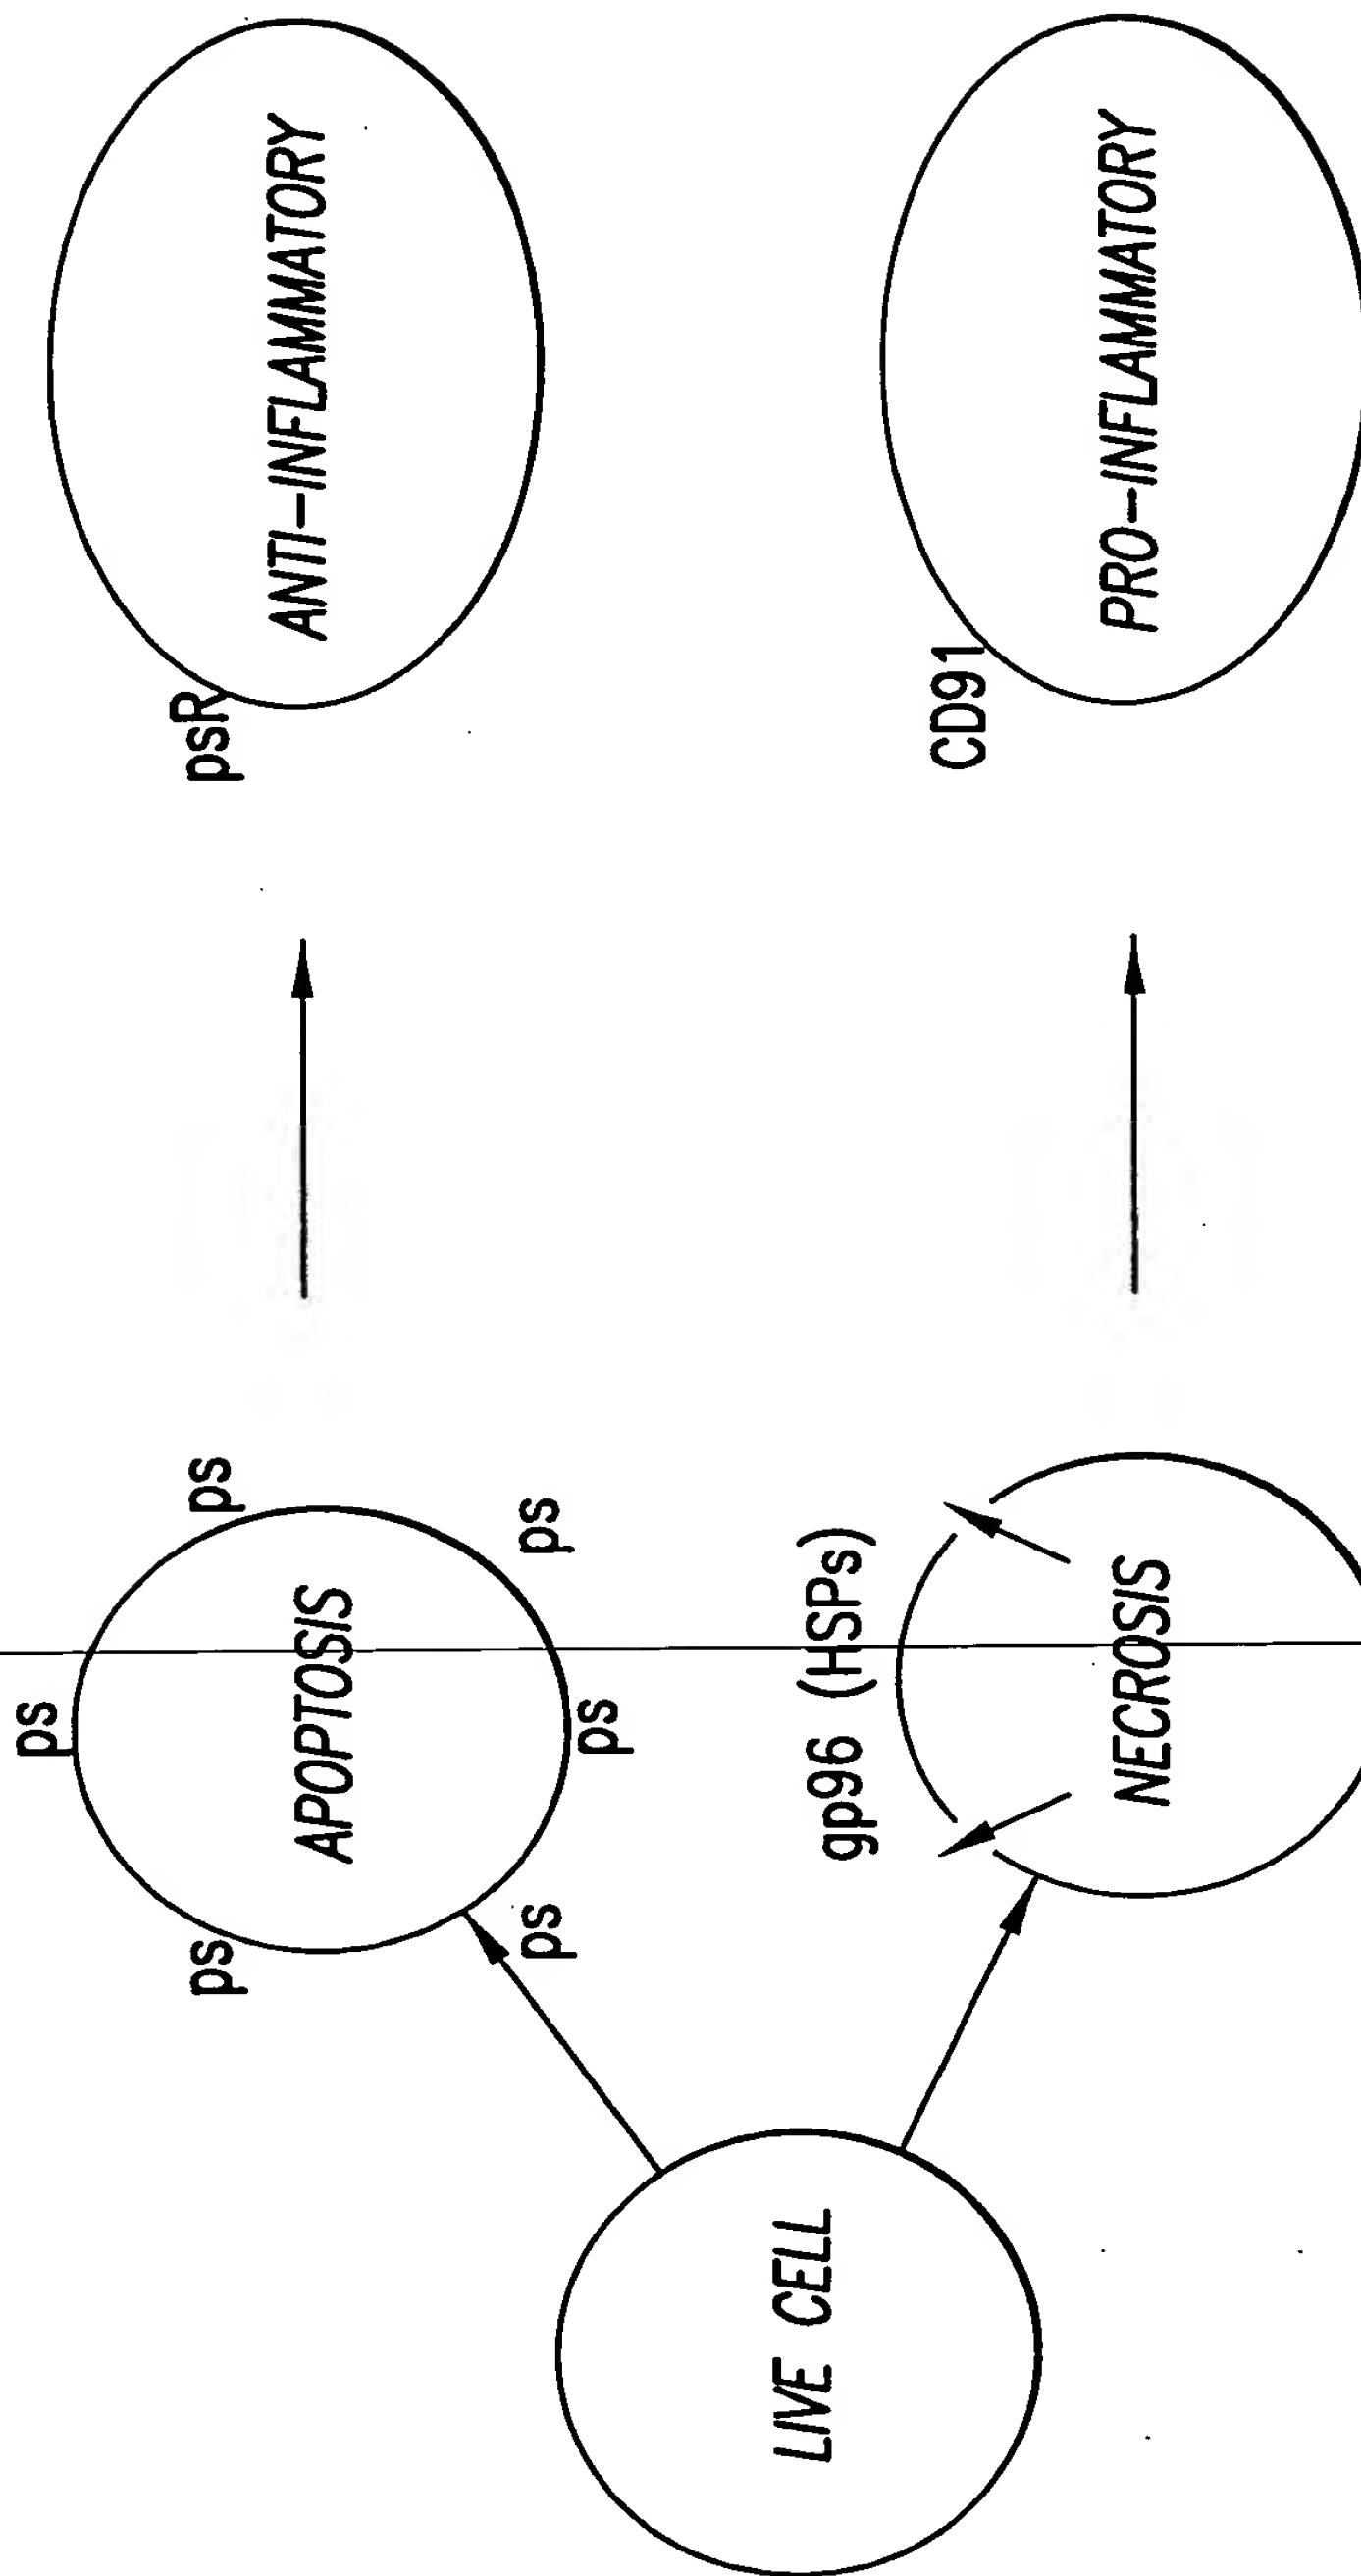 ps
ps
ps
psR
APOPTOSIS
ANTI-INFLAMMATORY
ps
ps
ps
LIVE CELL
gp96 (HSPs)
CD91
NECROSIS
PRO-INFLAMMATORY